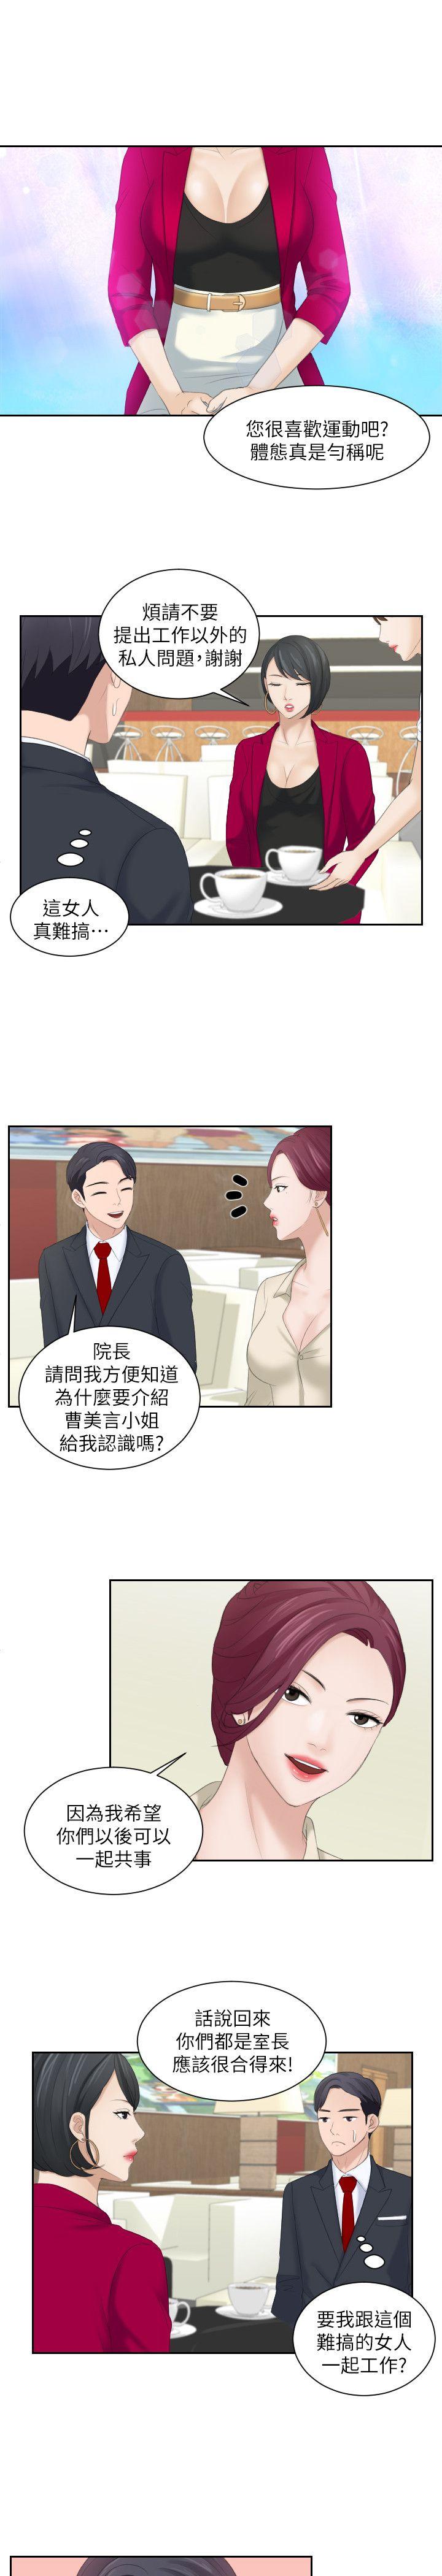 您很喜歡運動吧?
體態真是勻稱呢
煩請不要
提出工作以外的
私人問題,謝謝
這女人
真難搞…
院長
請問我方便知道
為什麼要介紹
曹美言小姐
給我認識嗎?
因為我希望
你們以後可以
一起共事
話說回來
你們都是室長
應該很合得來!
要我跟這個
難搞的女人
一起工作?